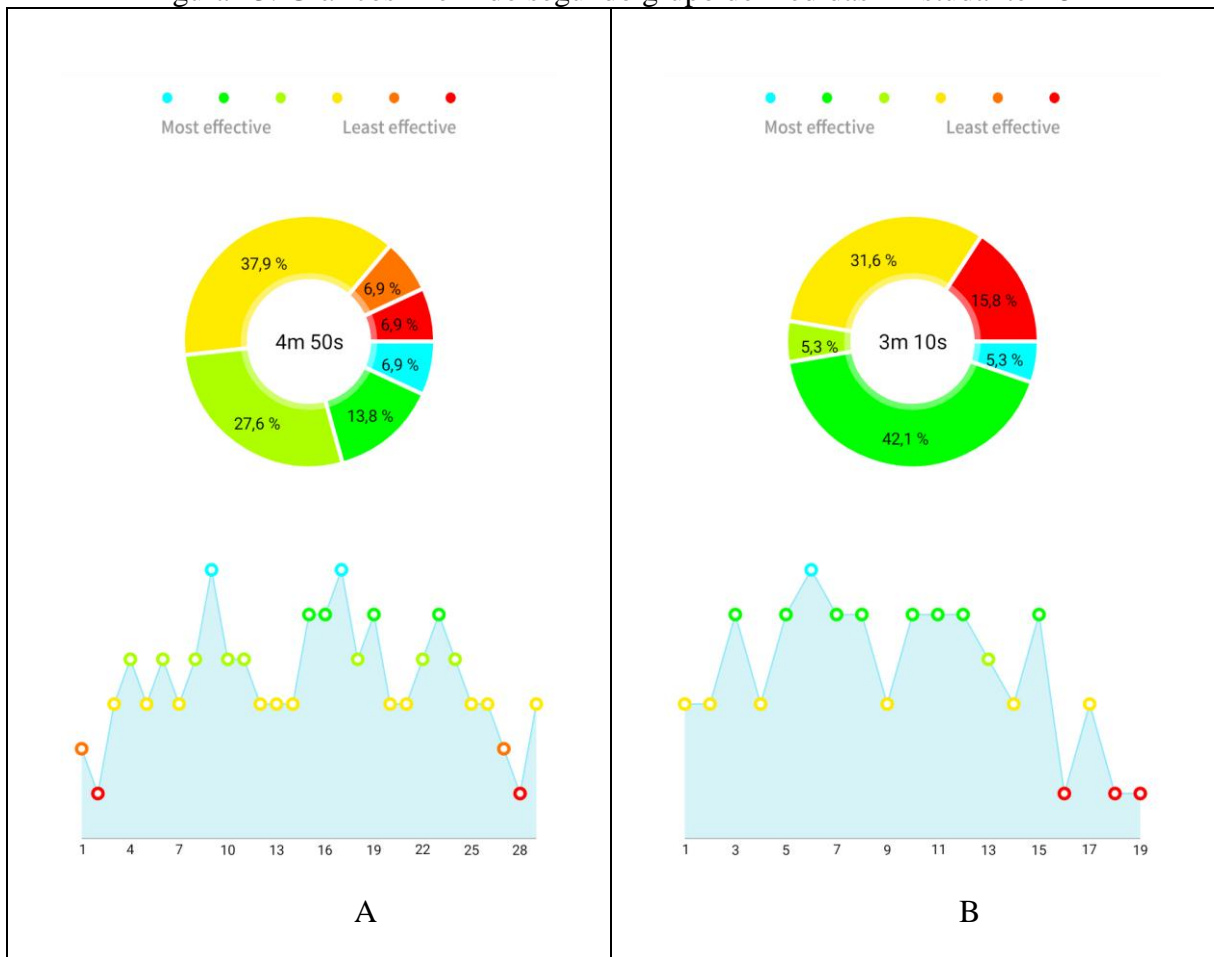 Most effective Least effective
37,9 %
6,9 %
6,9 %
4m 50s
6,9 %
27,6 %
13,8 %
1 4 7 10 13 16 19 22 25 28
A
Most effective Least effective
31,6 %
15,8 %
5,3 %
3m 10s
5,3 %
42,1 %
1 3 5 7 9 11 13 15 17 19
B